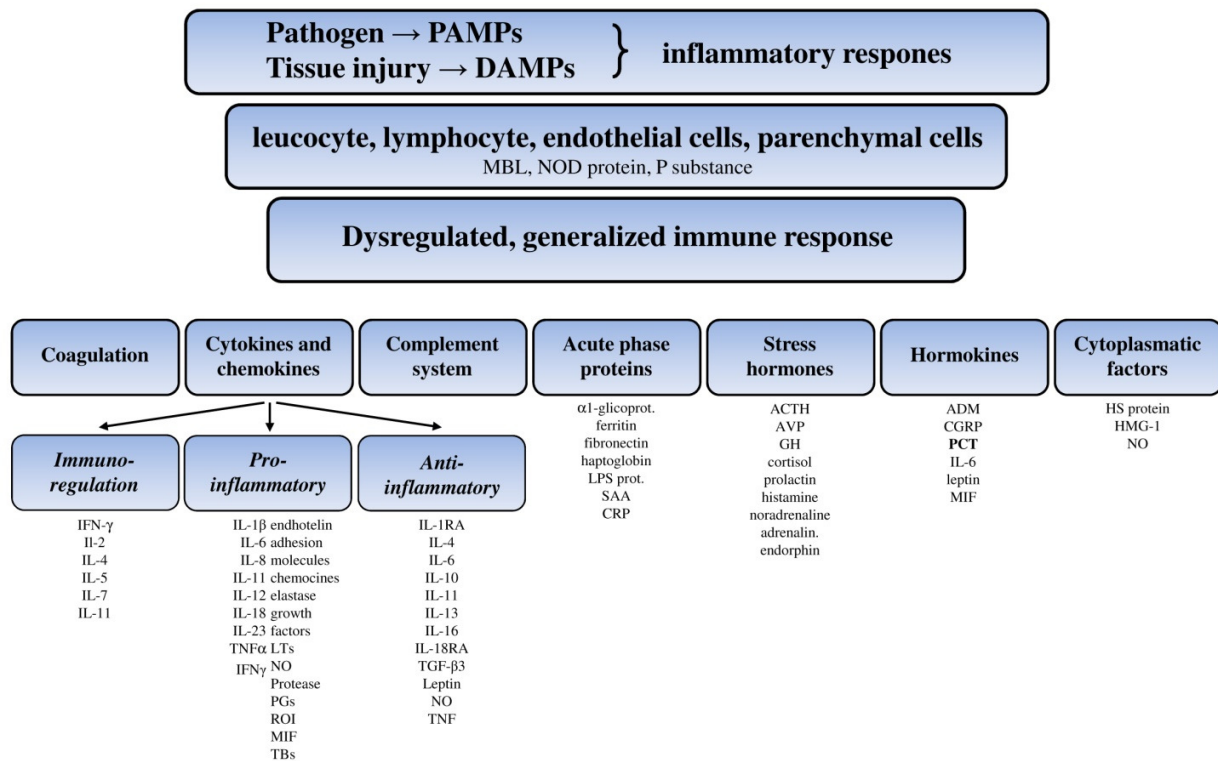 Pathogen → PAMPs
Tissue injury → DAMPs
} inflammatory respones
leucocyte, lymphocyte, endothelial cells, parenchymal cells
MBL, NOD protein, P substance
Dysregulated, generalized immune response
Coagulation
Cytokines and
chemokines
Complement
system
Acute phase
proteins
Stress
hormones
Hormokines
Cytoplasmatic
factors
Immuno-
regulation
Pro-
inflammatory
Anti-
inflammatory
IFN-γ
Il-2
IL-4
IL-5
IL-7
IL-11
IL-1β endhotelin
IL-6 adhesion
IL-8 molecules
IL-11 chemocines
IL-12 elastase
IL-18 growth
IL-23 factors
TNFα LTs
IFNγ NO
Protease
PGs
ROI
MIF
TBs
IL-1RA
IL-4
IL-6
IL-10
IL-11
IL-13
IL-16
IL-18RA
TGF-β3
Leptin
NO
TNF
α1-glicoprot.
ferritin
fibronectin
haptoglobin
LPS prot.
SAA
CRP
ACTH
AVP
GH
cortisol
prolactin
histamine
noradrenaline
adrenalin.
endorphin
ADM
CGRP
PCT
IL-6
leptin
MIF
HS protein
HMG-1
NO